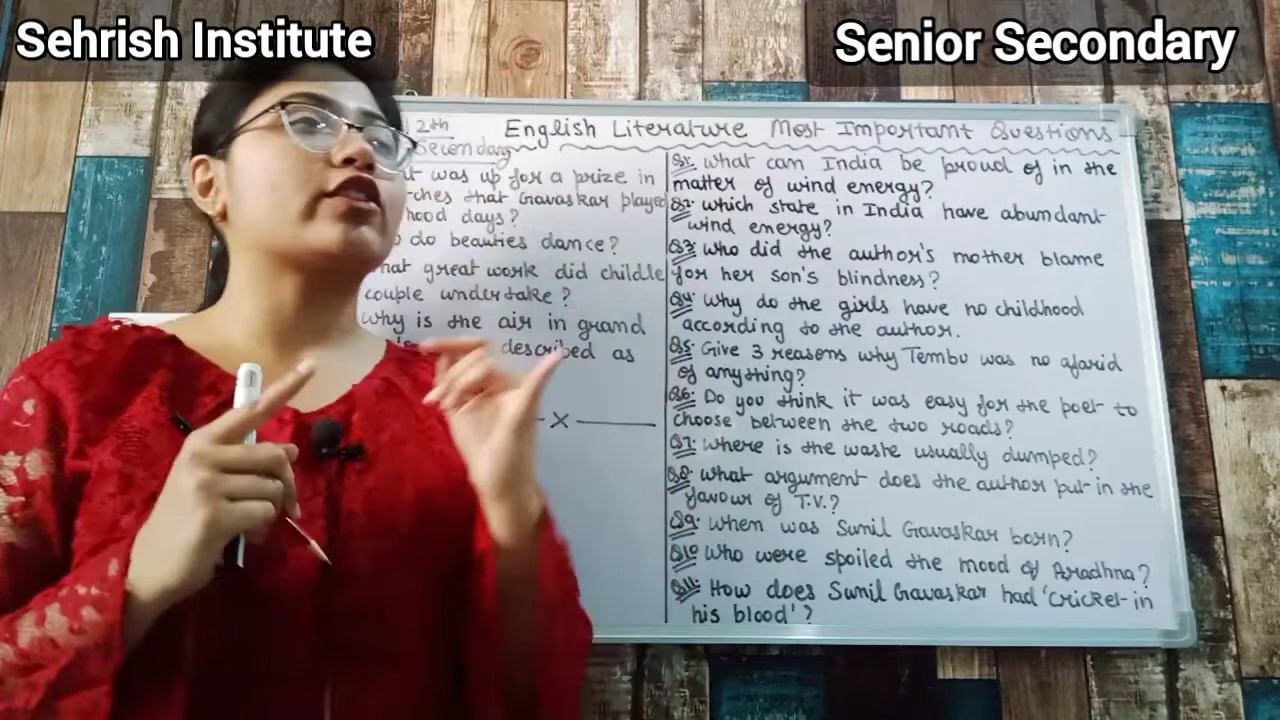 Sehrish Institute
Senior Secondary
2th
Secondary
English Literature Most Important Questions
was up for a prize in
ches that Gavaskar played
hood days?
do beauties dance?
hat great work did childle
couple undertake?
Why is the air in grand
described as
x
Q1. What can India be proud of in the
matter of wind energy?
Q2. which state in India have abundant
wind energy?
Q3. Who did the author's mother blame
for her son's blindness?
Q4. Why do the girls have no childhood
according to the author.
Q5. Give 3 reasons why Tembu was no afarid
of anything?
Q6. Do you think it was easy for the poet to
choose between the two roads?
Q7. Where is the waste usually dumped?
Q8. What argument does the author put in the
favour of T.V.?
Q9. When was Sunil Gavaskar born?
Q10 Who were spoiled the mood of Aradhna?
Q11. How does Sunil Gavaskar had 'Cricket in
his blood'?